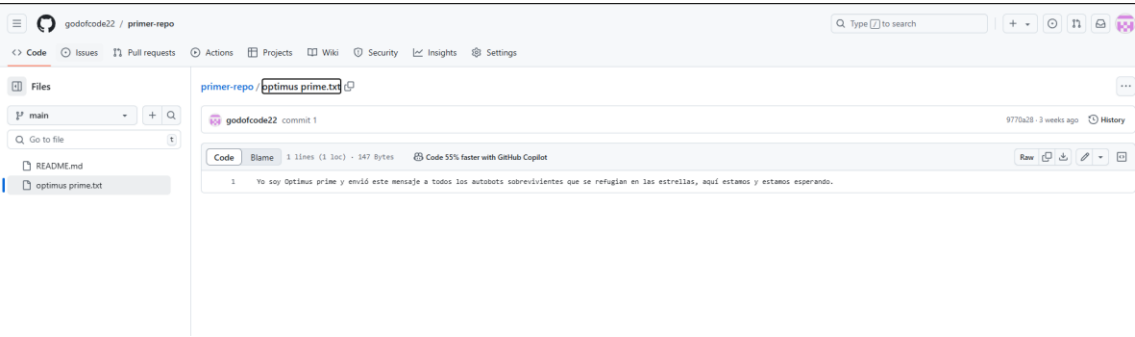 godofcode22 / primer-repo
Type / to search
Code Issues Pull requests Actions Projects Wiki Security Insights Settings
Files
primer-repo / optimus prime.txt
main
godofcode22 commit 1
9770a28 · 3 weeks ago History
Go to file t
Code Blame 1 lines (1 loc) · 147 Bytes Code 55% faster with GitHub Copilot
Raw
README.md
optimus prime.txt
1 Yo soy Optimus prime y envió este mensaje a todos los autobots sobrevivientes que se refugian en las estrellas, aquí estamos y estamos esperando.